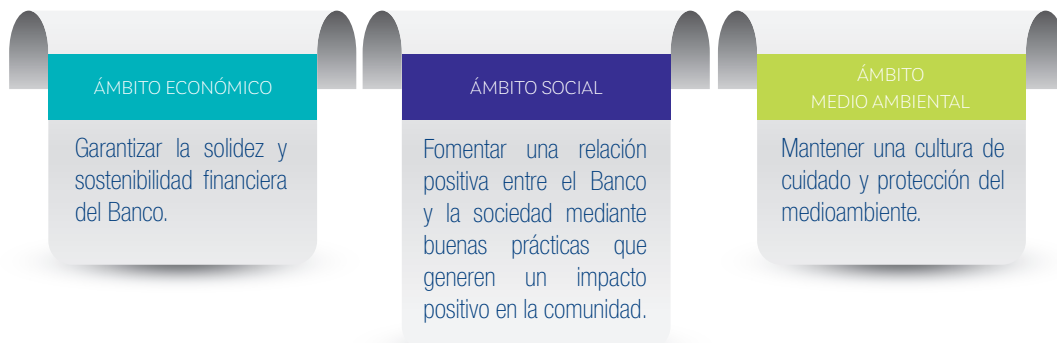 ÁMBITO ECONÓMICO
Garantizar la solidez y
sostenibilidad financiera
del Banco.
ÁMBITO SOCIAL
Fomentar una relación
positiva entre el Banco
y la sociedad mediante
buenas prácticas que
generen un impacto
positivo en la comunidad.
ÁMBITO
MEDIO AMBIENTAL
Mantener una cultura de
cuidado y protección del
medioambiente.